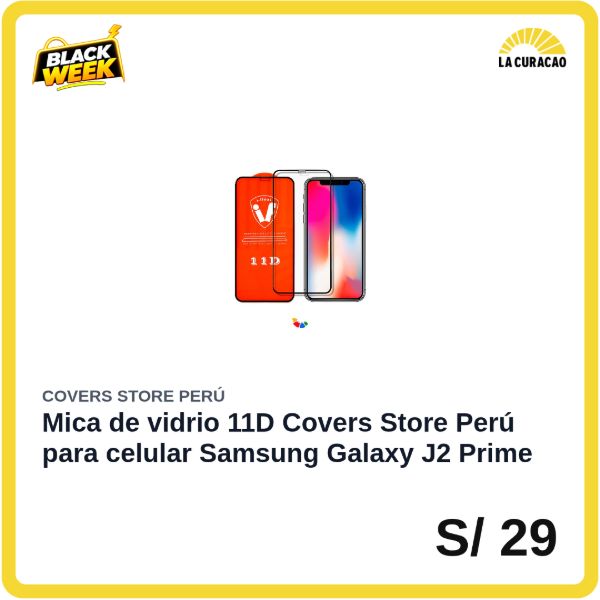 BLACK
WEEK
LA CURACAO
11D
COVERS STORE PERÚ
Mica de vidrio 11D Covers Store Perú
para celular Samsung Galaxy J2 Prime
S/ 29